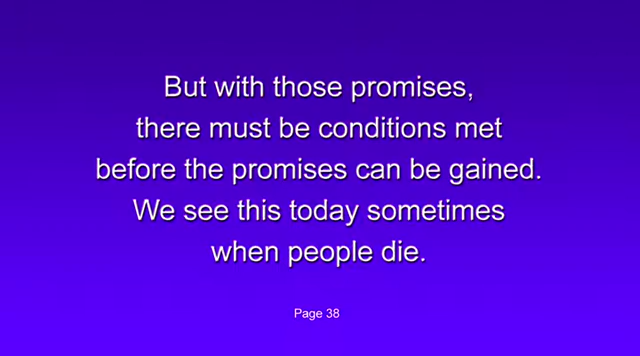 But with those promises,
there must be conditions met
before the promises can be gained.
We see this today sometimes
when people die.
Page 38